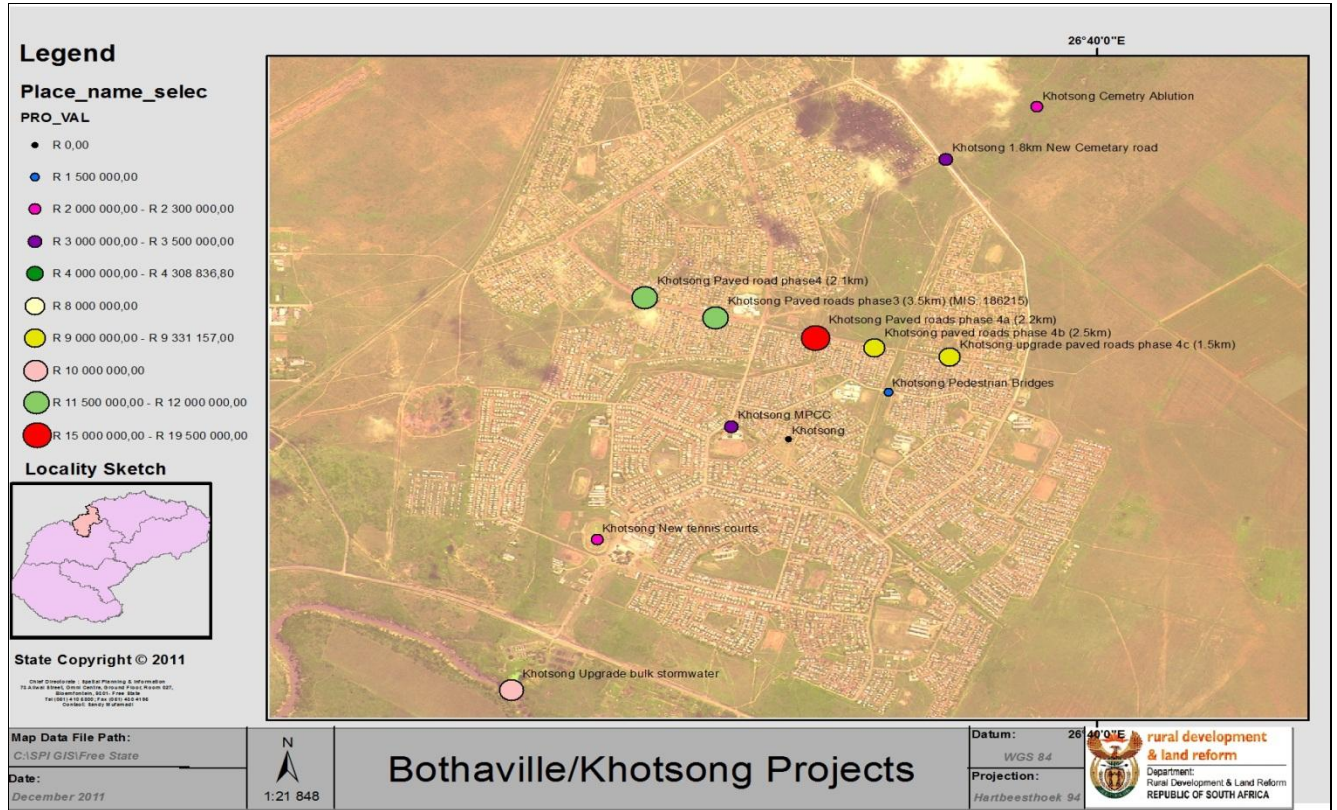 Legend
Place_name_selec
PRO_VAL
R 0,00
R 1 500 000,00
R 2 000 000,00 - R 2 300 000,00
R 3 000 000,00 - R 3 500 000,00
R 4 000 000,00 - R 4 308 836,80
R 8 000 000,00
R 9 000 000,00 - R 9 331 157,00
R 10 000 000,00
R 11 500 000,00 - R 12 000 000,00
R 15 000 000,00 - R 19 500 000,00
Locality Sketch
State Copyright © 2011
Chief Directorate : Spatial Planning & Information
Bloemfontein, 9301, Free State
26°40'0"E
Khotsong Cemetry Ablution
Khotsong 1.8km New Cemetary road
Khotsong Paved road phase4 (2.1km)
Khotsong Paved roads phase3 (3.5km) (MIS: 186215)
Khotsong Paved roads phase 4a (2.2km)
Khotsong paved roads phase 4b (2.5km)
Khotsong upgrade paved roads phase 4c (1.5km)
Khotsong Pedestrian Bridges
Khotsong MPCC
Khotsong
Khotsong New tennis courts
Khotsong Upgrade bulk stormwater
26°40'0"E
Map Data File Path:
C:\SPI GIS\Free State
Date:
December 2011
N
1:21 848
Bothaville/Khotsong Projects
Datum:
WGS 84
Projection:
Hartbeesthoek 94
rural development
& land reform
Department:
Rural Development & Land Reform
REPUBLIC OF SOUTH AFRICA